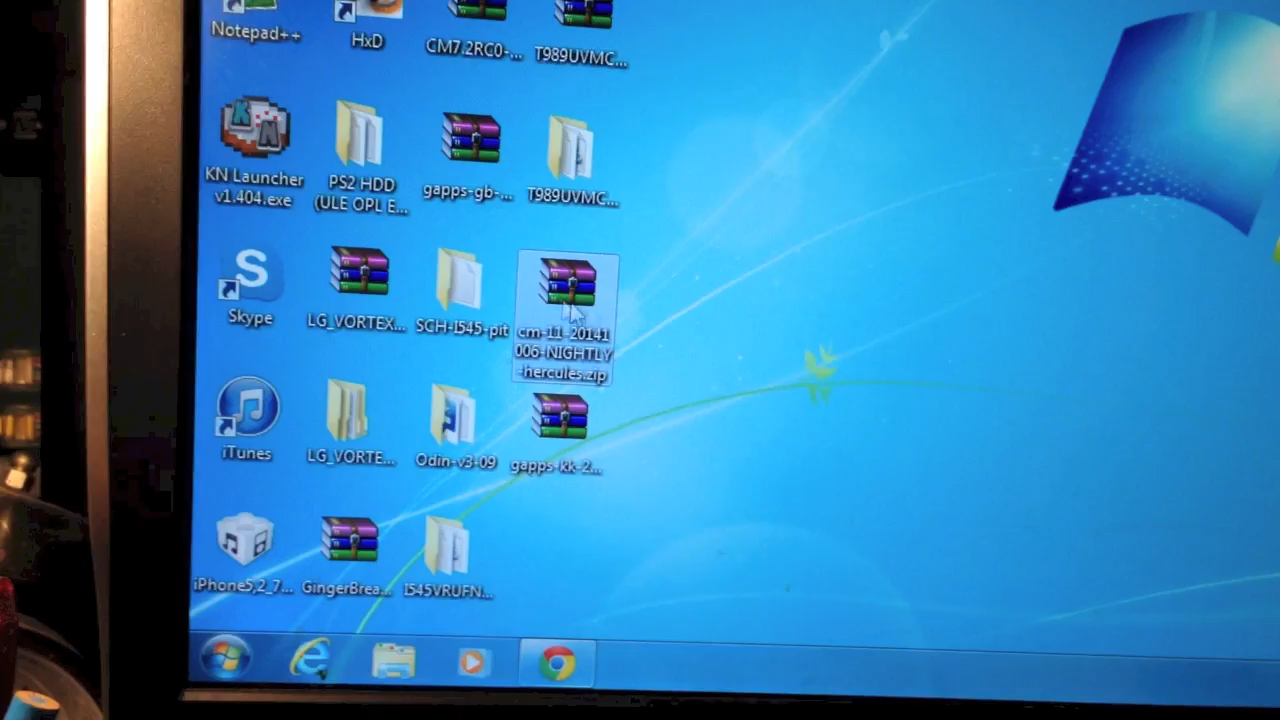 Notepad++
HxD
CM7.2RC0-...
T989UVMC...
KN Launcher
v1.404.exe
PS2 HDD
(ULE OPL E...
gapps-gb-...
T989UVMC...
Skype
LG_VORTEX...
SCH-I545-pit
cm-11-20141
006-NIGHTLY
-hercules.zip
iTunes
LG_VORTE...
Odin-v3-09
gapps-kk-2...
iPhone5,2_7...
GingerBrea...
I545VRUFN...